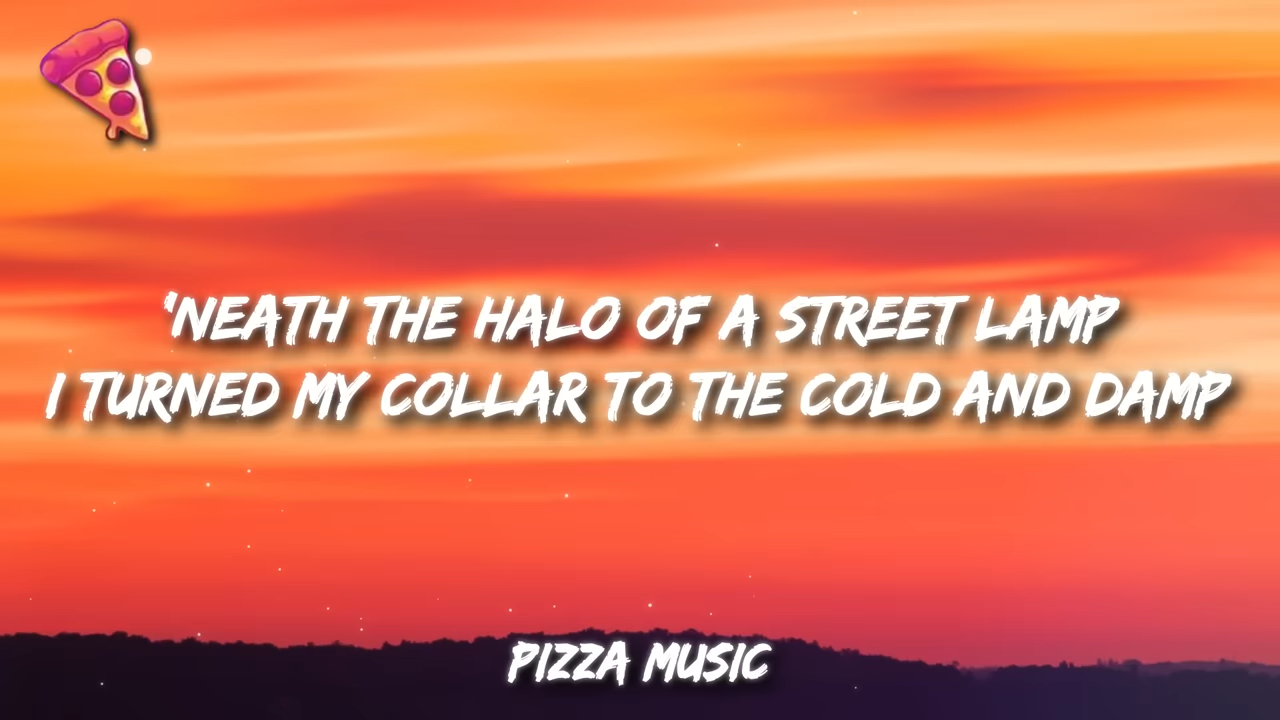 'NEATH THE HALO OF A STREET LAMP
I TURNED MY COLLAR TO THE COLD AND DAMP
PIZZA MUSIC